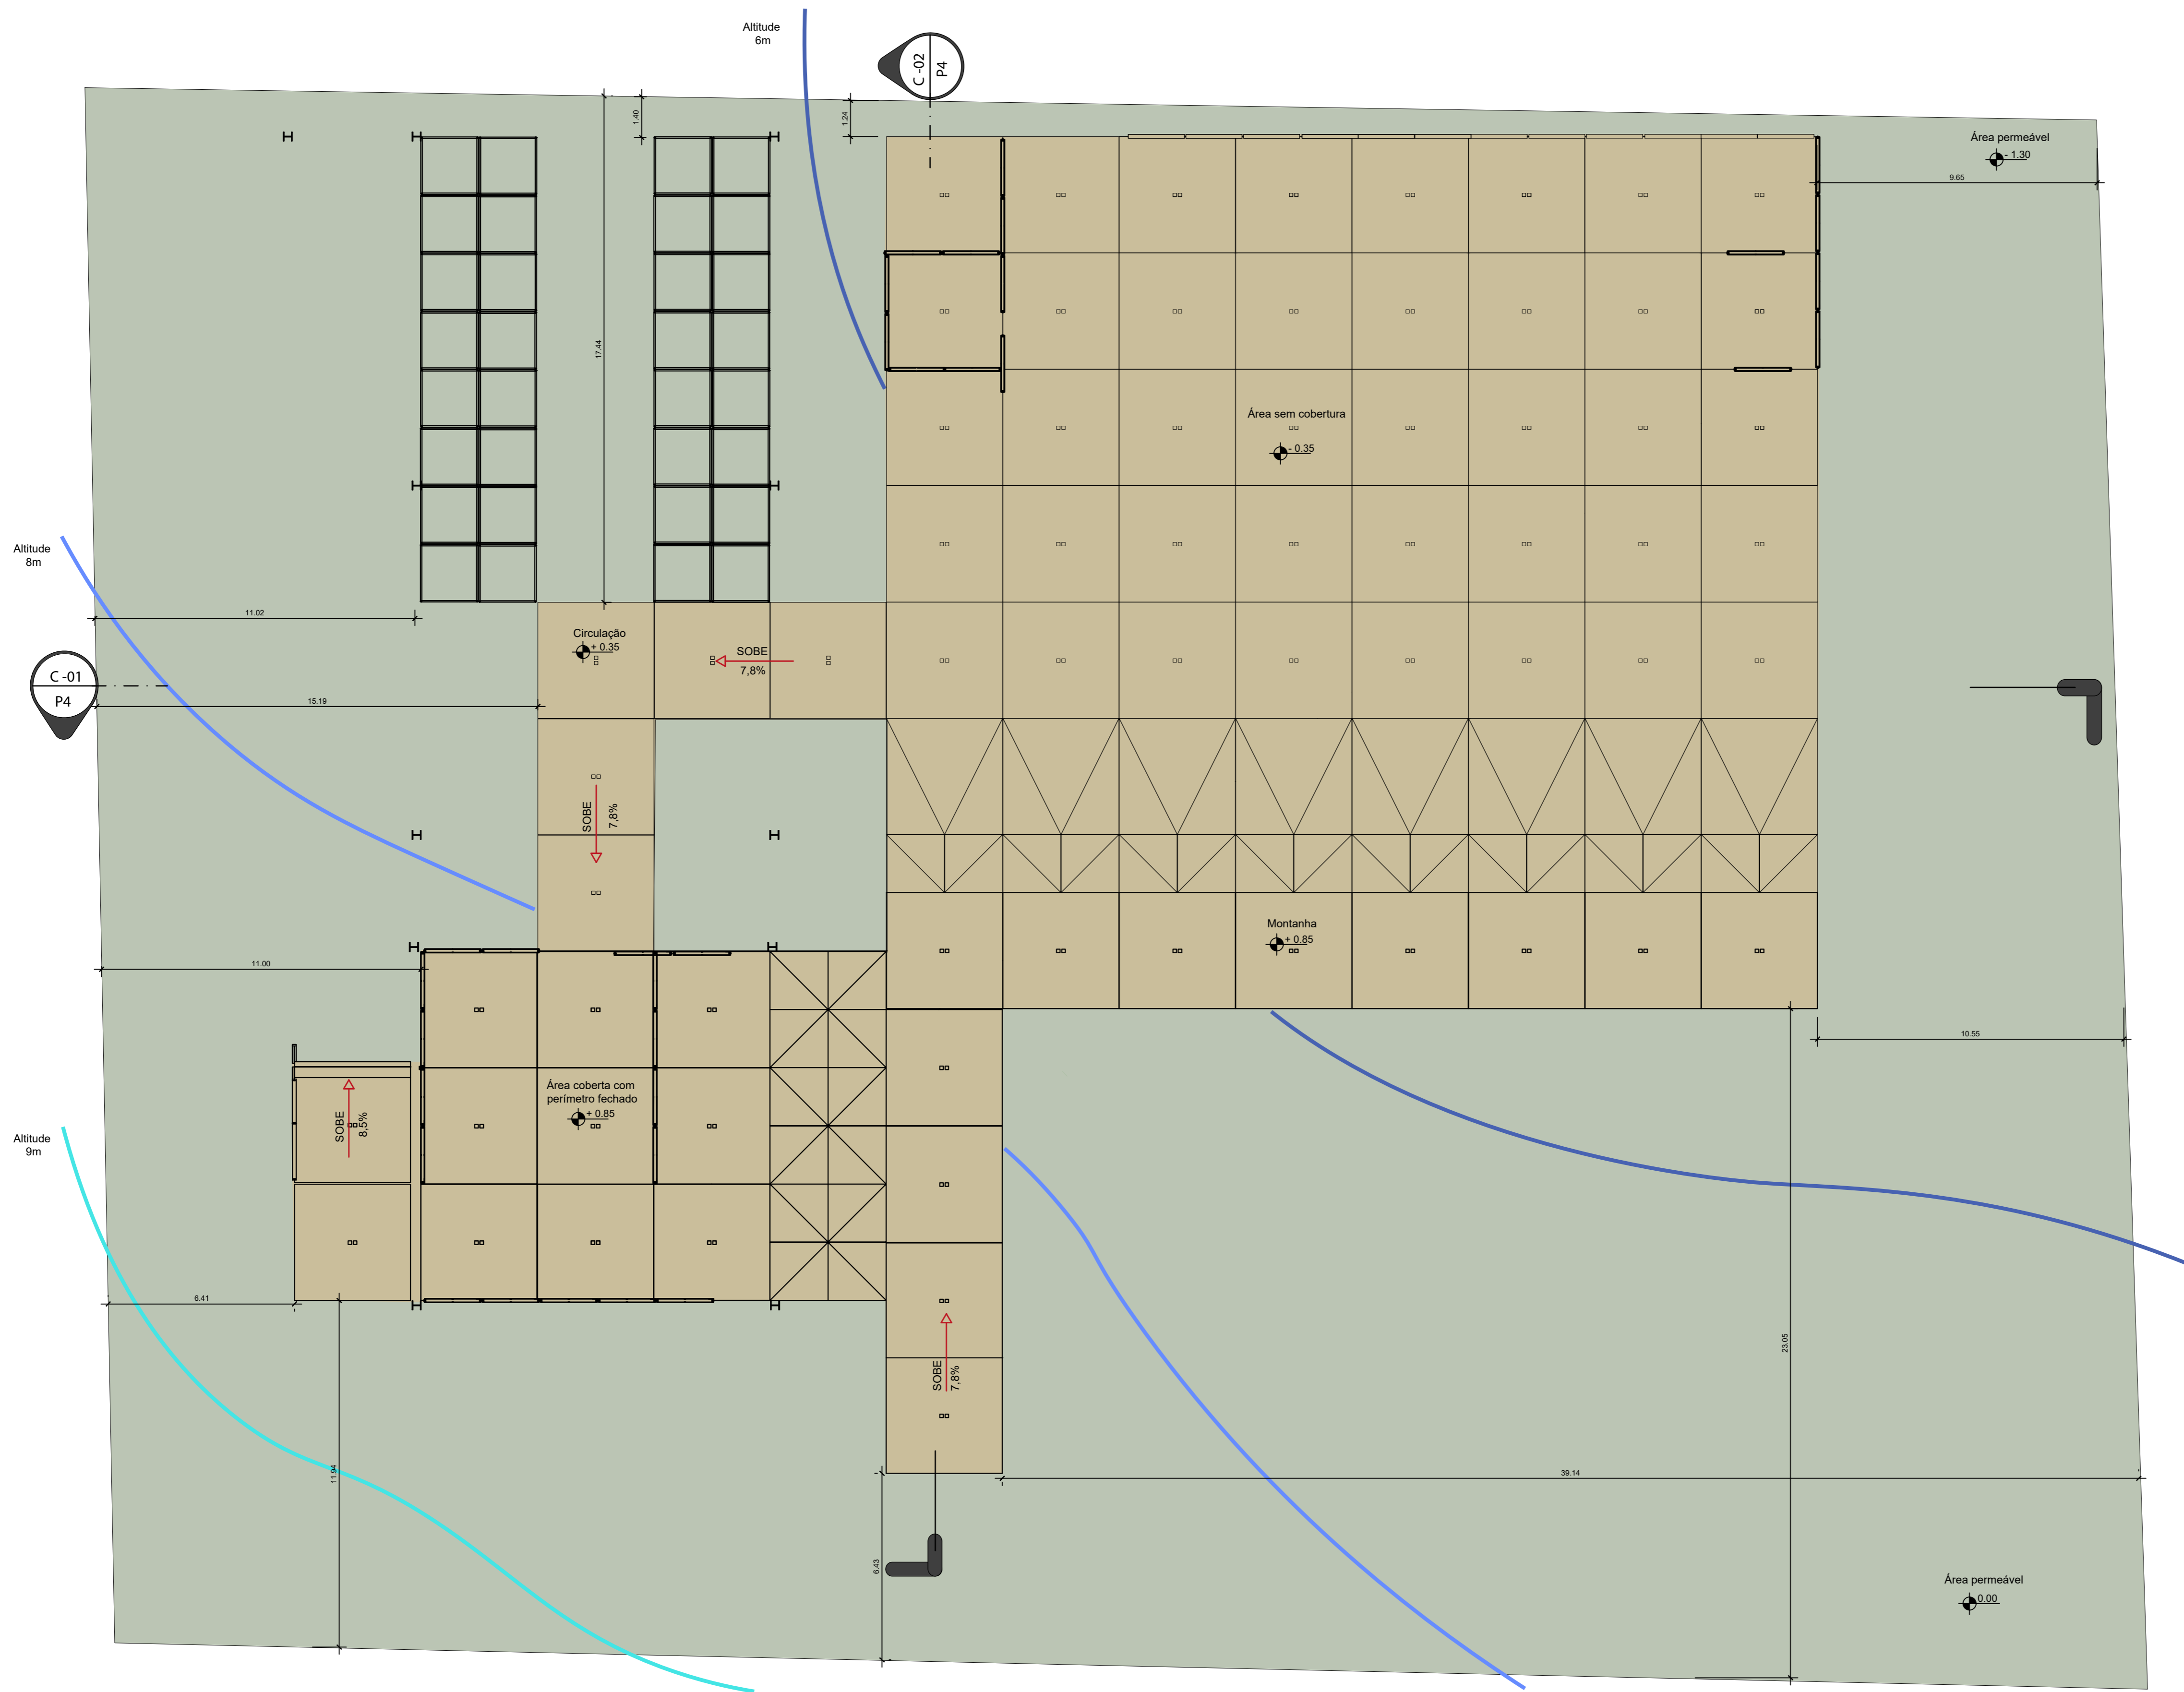 Altitude
6m
C -02
P4
1.40
1.24
Área permeável
- 1.30
9.65
17.44
Área sem cobertura
- 0.35
Altitude
8m
11.02
Circulação
+ 0.35
SOBE
7,8%
C -01
P4
15.19
SOBE
7,8%
Montanha
+ 0.85
11.00
10.55
Área coberta com
perímetro fechado
+ 0.85
SOBE
8,5%
Altitude
9m
6.41
23.05
SOBE
7,8%
11.94
39.14
6.43
Área permeável
0.00